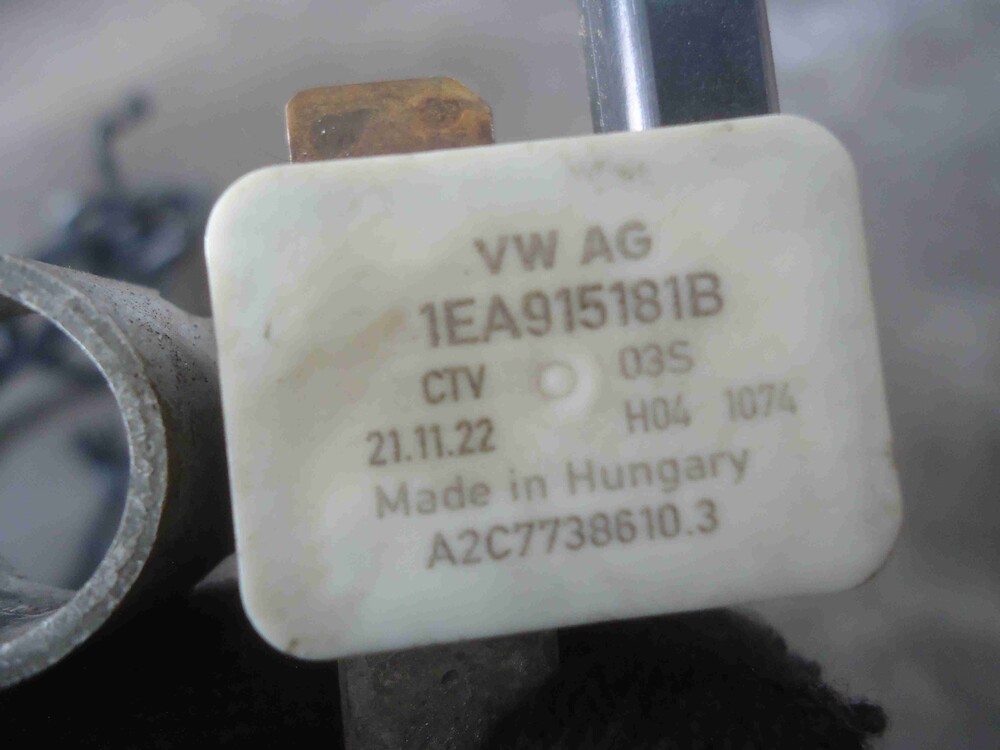 VW AG
1EA915181B
CTV 03S
21.11.22 H04 1074
Made in Hungary
A2C7738610.3